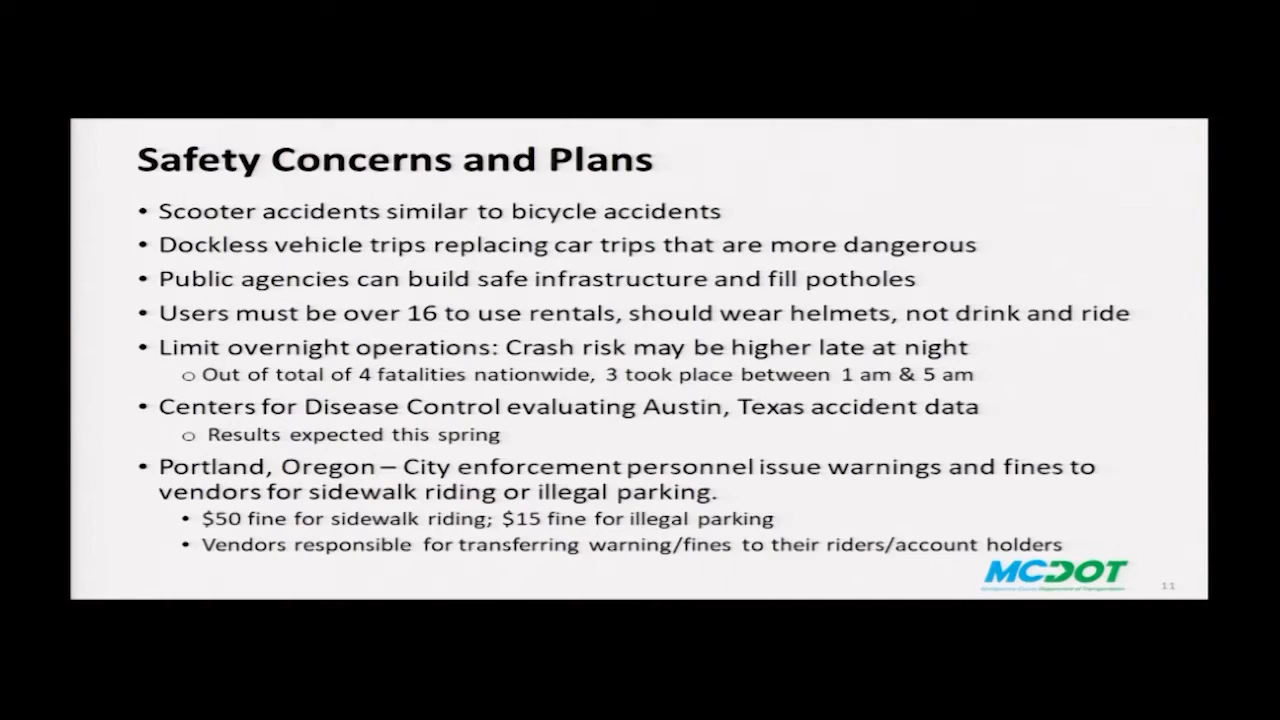 Safety Concerns and Plans
• Scooter accidents similar to bicycle accidents
• Dockless vehicle trips replacing car trips that are more dangerous
• Public agencies can build safe infrastructure and fill potholes
• Users must be over 16 to use rentals, should wear helmets, not drink and ride
• Limit overnight operations: Crash risk may be higher late at night
o Out of total of 4 fatalities nationwide, 3 took place between 1 am & 5 am
• Centers for Disease Control evaluating Austin, Texas accident data
o Results expected this spring
• Portland, Oregon – City enforcement personnel issue warnings and fines to
vendors for sidewalk riding or illegal parking.
• $50 fine for sidewalk riding; $15 fine for illegal parking
• Vendors responsible for transferring warning/fines to their riders/account holders
MCDOT
Department of Transportation
11